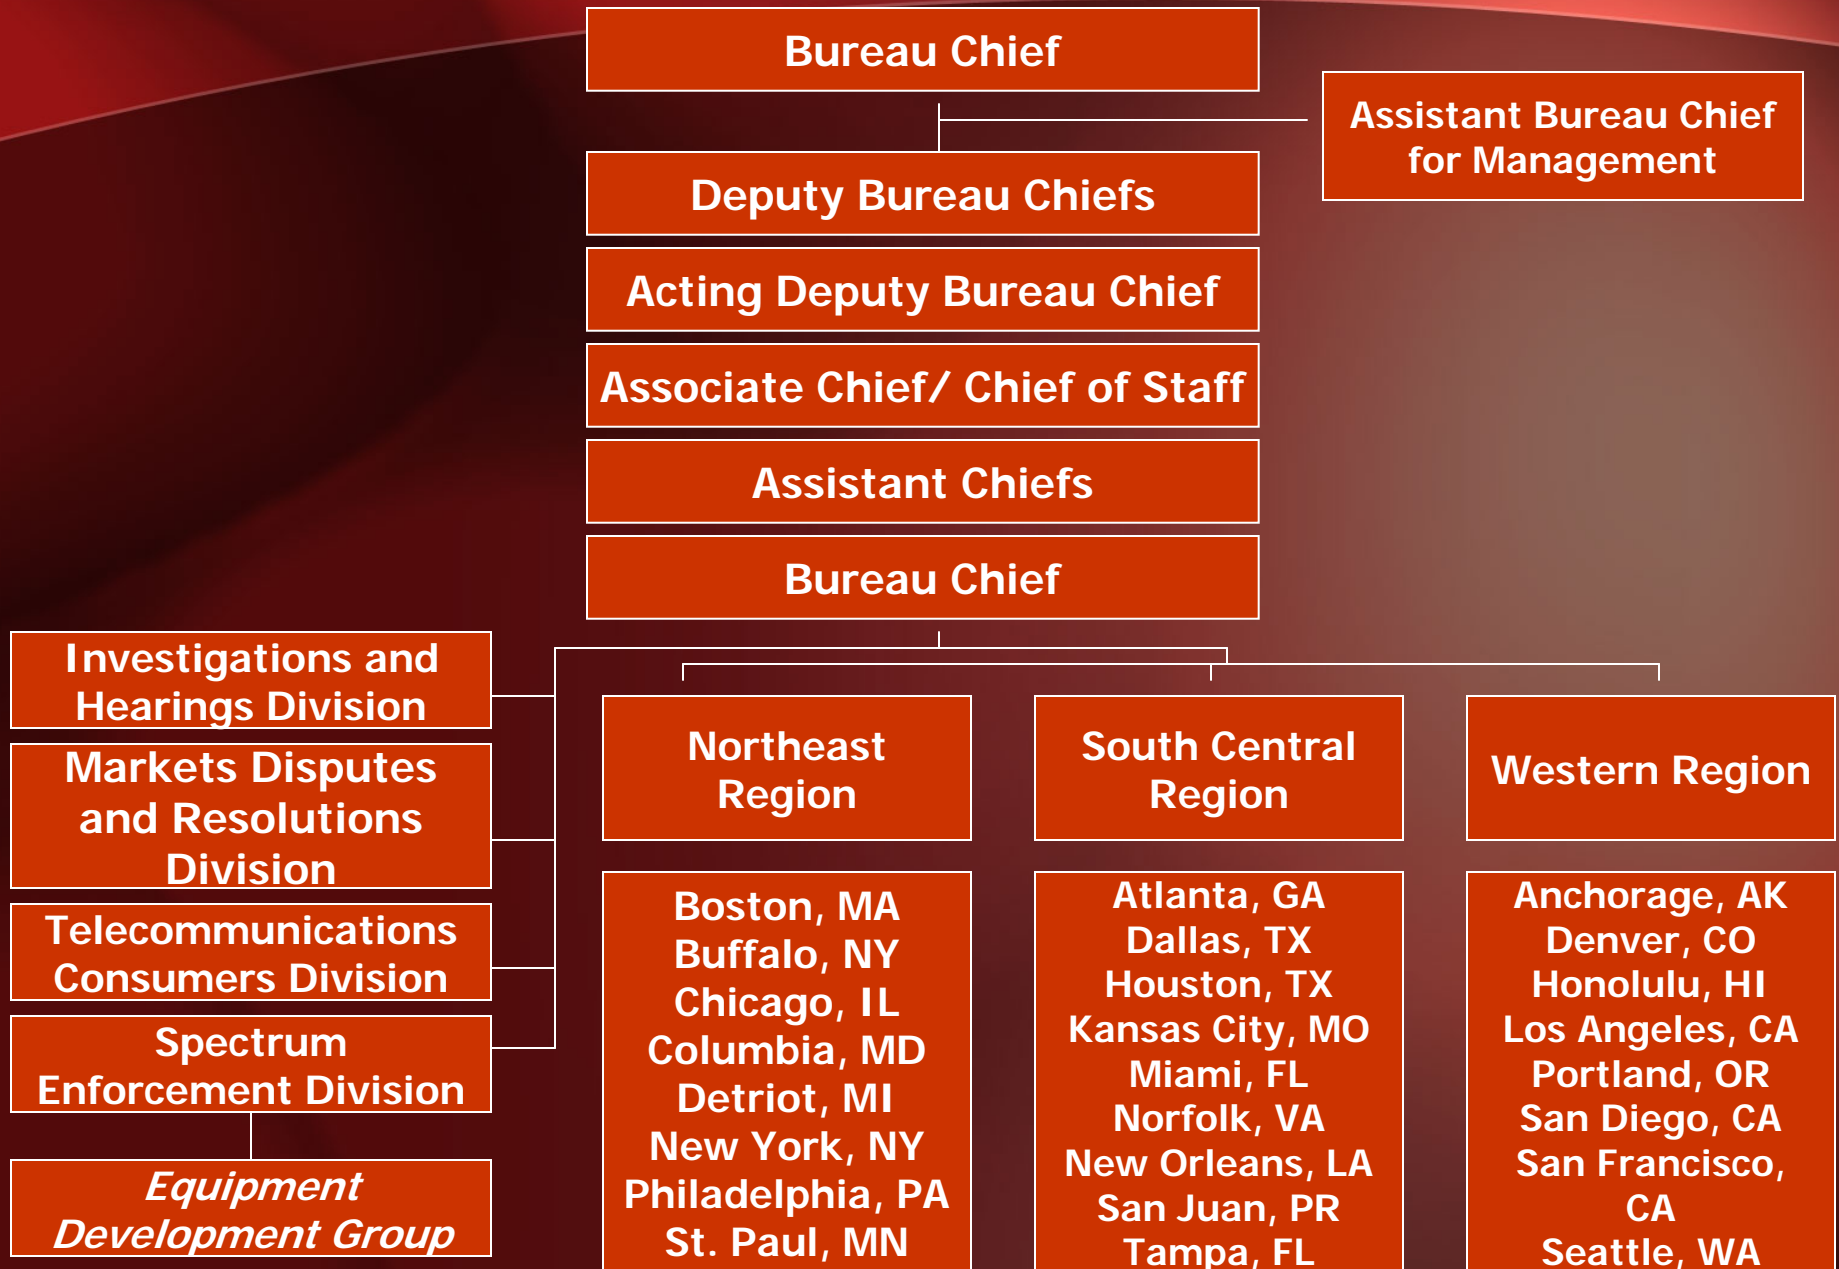 Bureau Chief
Assistant Bureau Chief
for Management
Deputy Bureau Chiefs
Acting Deputy Bureau Chief
Associate Chief/ Chief of Staff
Assistant Chiefs
Bureau Chief
Investigations and
Hearings Division
Markets Disputes
and Resolutions
Division
Telecommunications
Consumers Division
Spectrum
Enforcement Division
Equipment
Development Group
Northeast
Region
Boston, MA
Buffalo, NY
Chicago, IL
Columbia, MD
Detriot, MI
New York, NY
Philadelphia, PA
St. Paul, MN
South Central
Region
Atlanta, GA
Dallas, TX
Houston, TX
Kansas City, MO
Miami, FL
Norfolk, VA
New Orleans, LA
San Juan, PR
Tampa, FL
Western Region
Anchorage, AK
Denver, CO
Honolulu, HI
Los Angeles, CA
Portland, OR
San Diego, CA
San Francisco,
CA
Seattle, WA